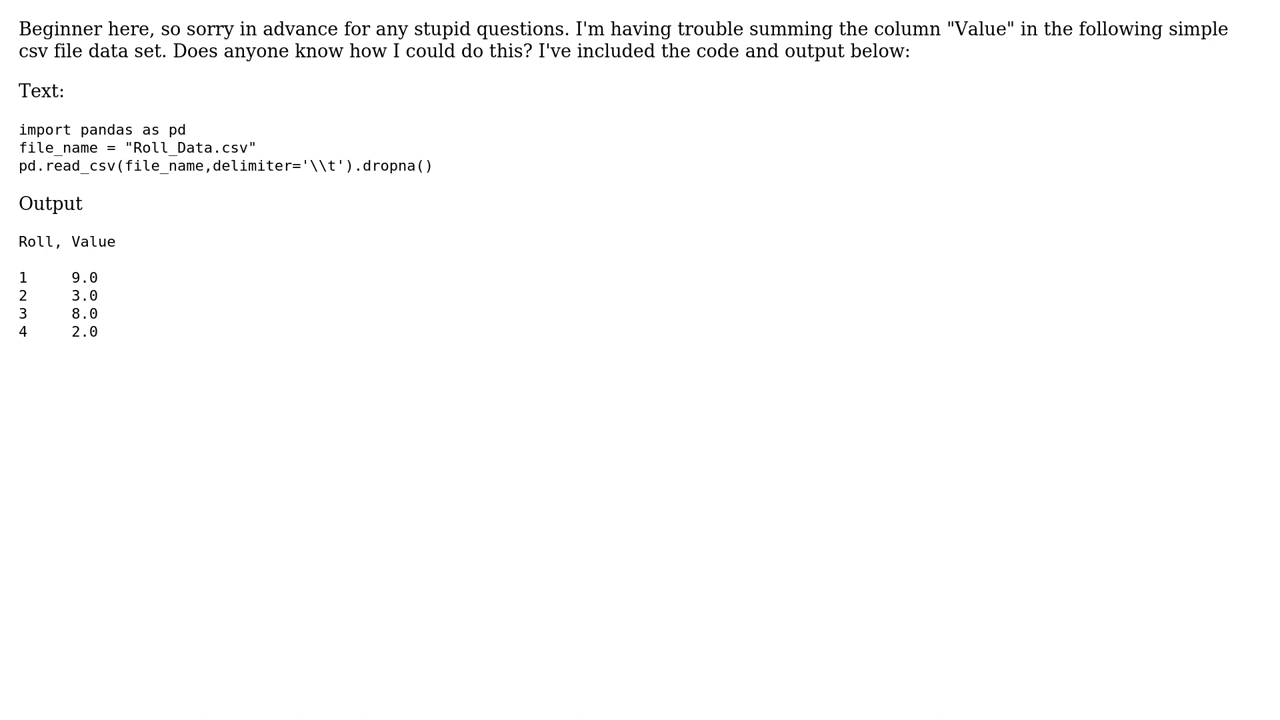 Beginner here, so sorry in advance for any stupid questions. I'm having trouble summing the column "Value" in the following simple
csv file data set. Does anyone know how I could do this? I've included the code and output below:
Text:
import pandas as pd
file_name = "Roll_Data.csv"
pd.read_csv(file_name,delimiter='\\t').dropna()
Output
Roll, Value
1     9.0
2     3.0
3     8.0
4     2.0